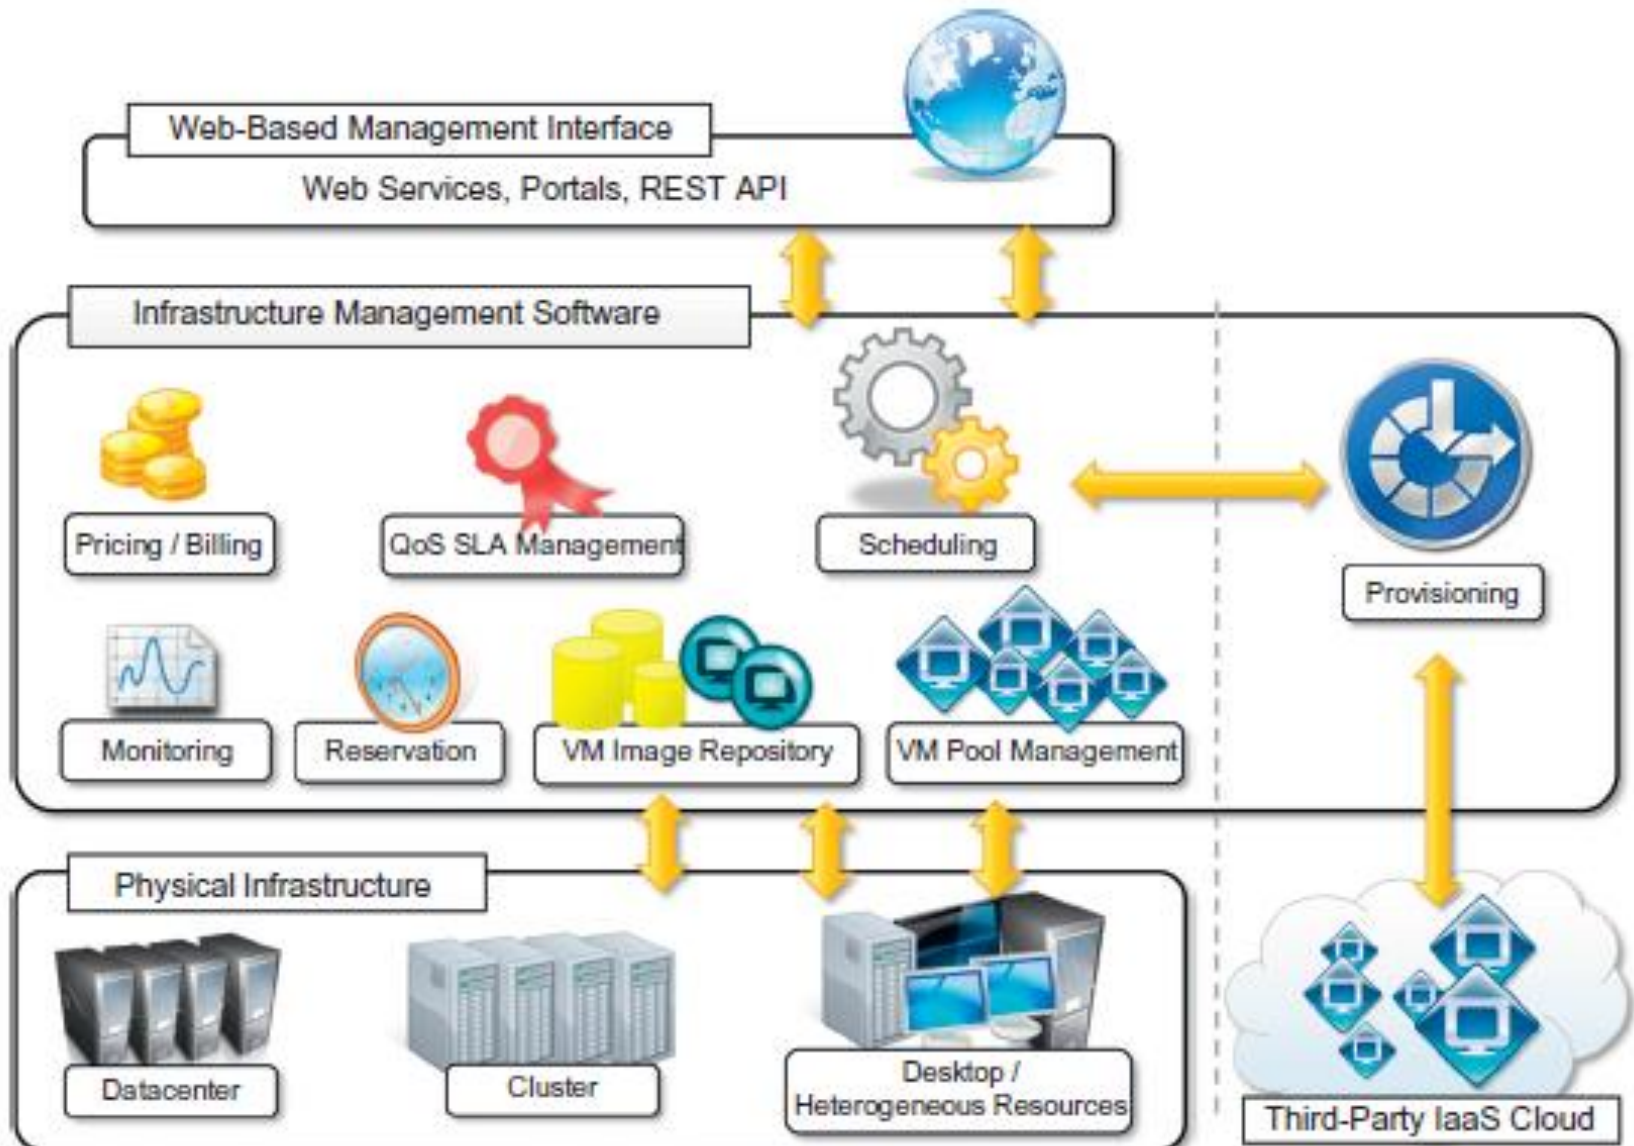 Web-Based Management Interface
Web Services, Portals, REST API
Infrastructure Management Software
Pricing / Billing
QoS SLA Management
Scheduling
Provisioning
Monitoring
Reservation
VM Image Repository
VM Pool Management
Physical Infrastructure
Datacenter
Cluster
Desktop /
Heterogeneous Resources
Third-Party IaaS Cloud